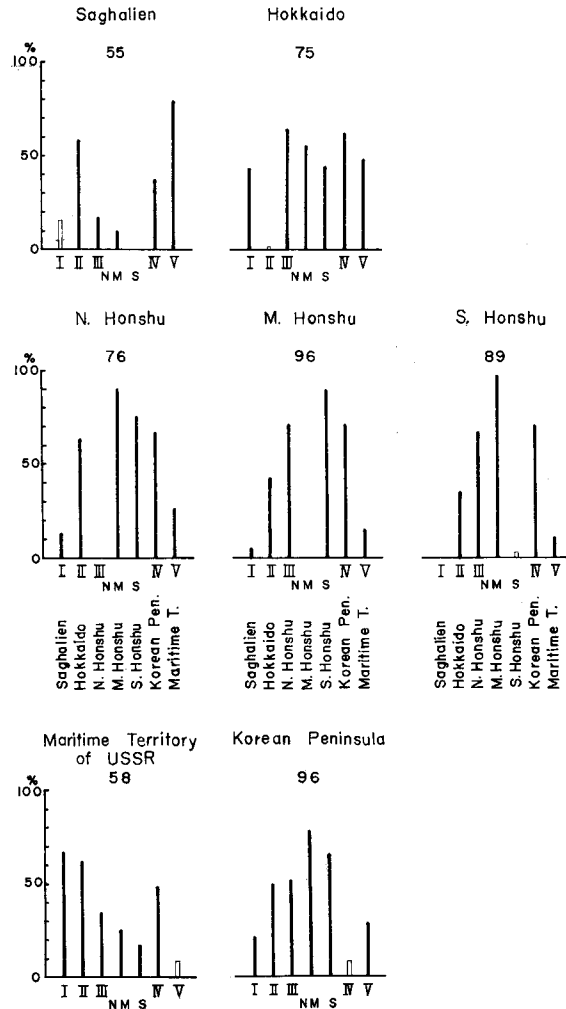 Saghalien
55
Hokkaido
75
%
100
50
0
I II III IV V
N M S
I II III IV V
N M S
N. Honshu
76
M. Honshu
96
S. Honshu
89
%
100
50
0
I II III IV V
N M S
I II III IV V
N M S
I II III IV V
N M S
Saghalien
Hokkaido
N. Honshu
M. Honshu
S. Honshu
Korean Pen.
Maritime T.
Saghalien
Hokkaido
N. Honshu
M. Honshu
S. Honshu
Korean Pen.
Maritime T.
Saghalien
Hokkaido
N. Honshu
M Honshu
S. Honshu
Korean Pen.
Maritime T.
Maritime Territory
of USSR
58
Korean Peninsula
96
%
100
50
0
I II III IV V
N M S
I II III IV V
N M S